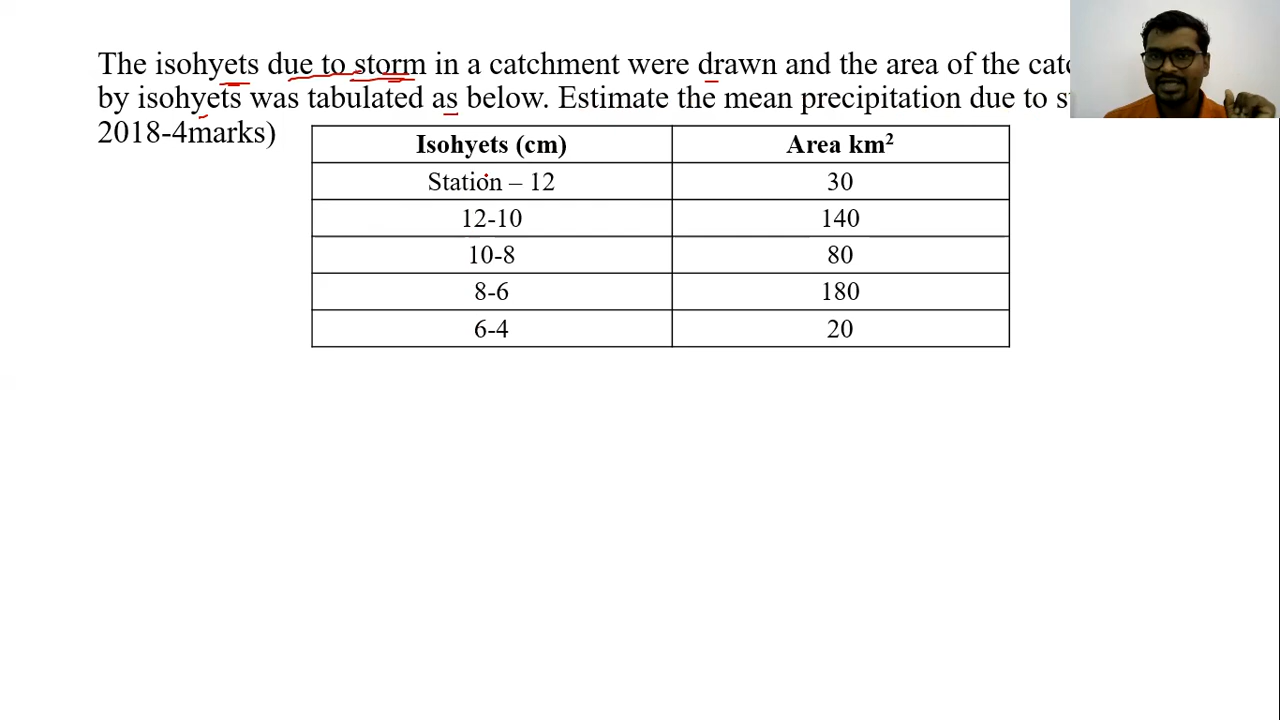 The isohyets due to storm in a catchment were drawn and the area of the
by isohyets was tabulated as below. Estimate the mean precipitation due to
2018-4marks)
Isohyets (cm) Area km²
Station – 12 30
12-10 140
10-8 80
8-6 180
6-4 20